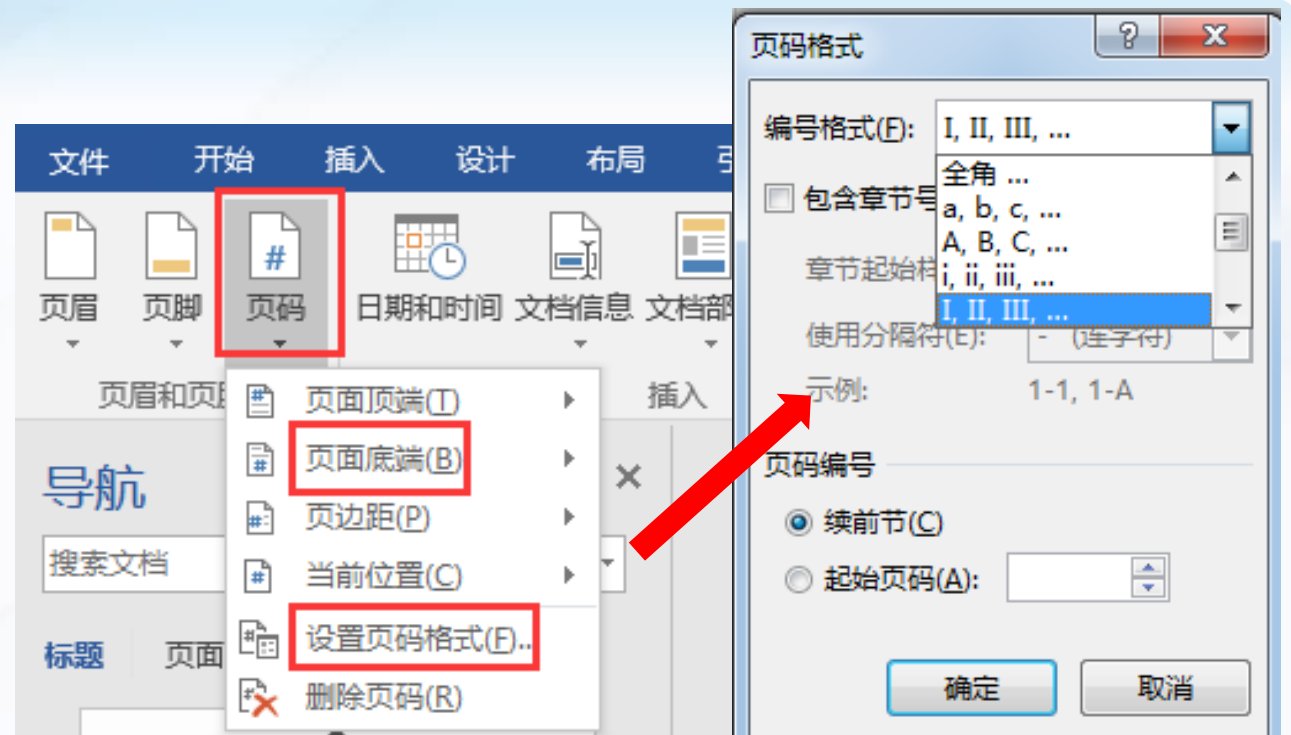 文件 开始 插入 设计 布局
页眉 页脚 页码 日期和时间 文档信息 文档部
#
页眉和页
插入
页面顶端(T)
页面底端(B)
页边距(P)
当前位置(C)
设置页码格式(F)..
删除页码(R)
导航
搜索文档
标题 页面
页码格式
编号格式(F): I, II, III, ...
全角 ...
a, b, c, ...
A, B, C, ...
i, ii, iii, ...
I, II, III, ...
包含章节号
章节起始样
使用分隔符(E): - (连字符)
示例: 1-1, 1-A
页码编号
续前节(C)
起始页码(A):
确定 取消